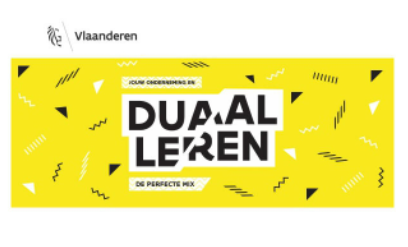 Vlaanderen
JOUW ONDERNEMING EN
DUAAL
LEREN
DE PERFECTE MIX